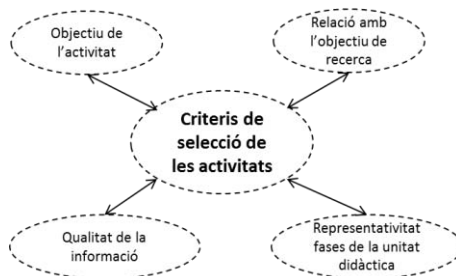 Objectiu de
l'activitat
Relació amb
l'objectiu de
recerca
Criteris de
selecció de
les activitats
Qualitat de la
informació
Representativitat
fases de la unitat
didàctica